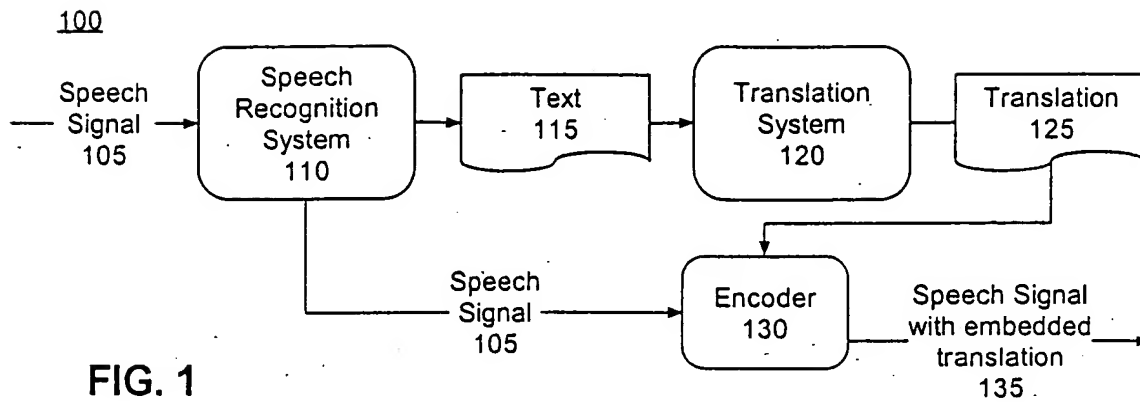 100
Speech
Signal
105
Speech
Recognition
System
110
Text
115
Translation
System
120
Translation
125
Speech
Signal
105
Encoder
130
Speech Signal
with embedded
translation
135
FIG. 1